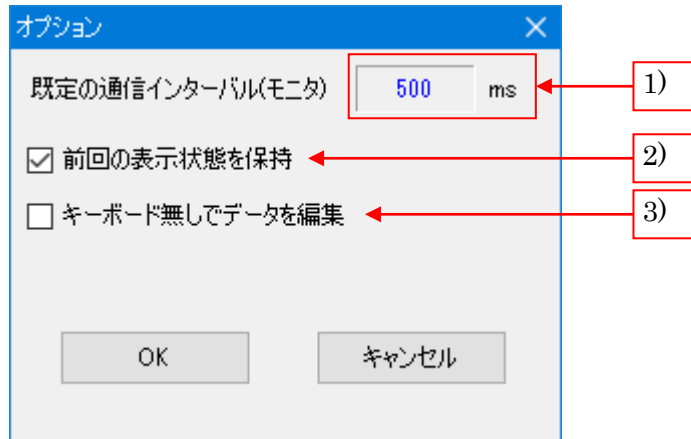 オプション
既定の通信インターバル(モニタ) 500 ms
1)
前回の表示状態を保持
2)
キーボード無しでデータを編集
3)
OK キャンセル